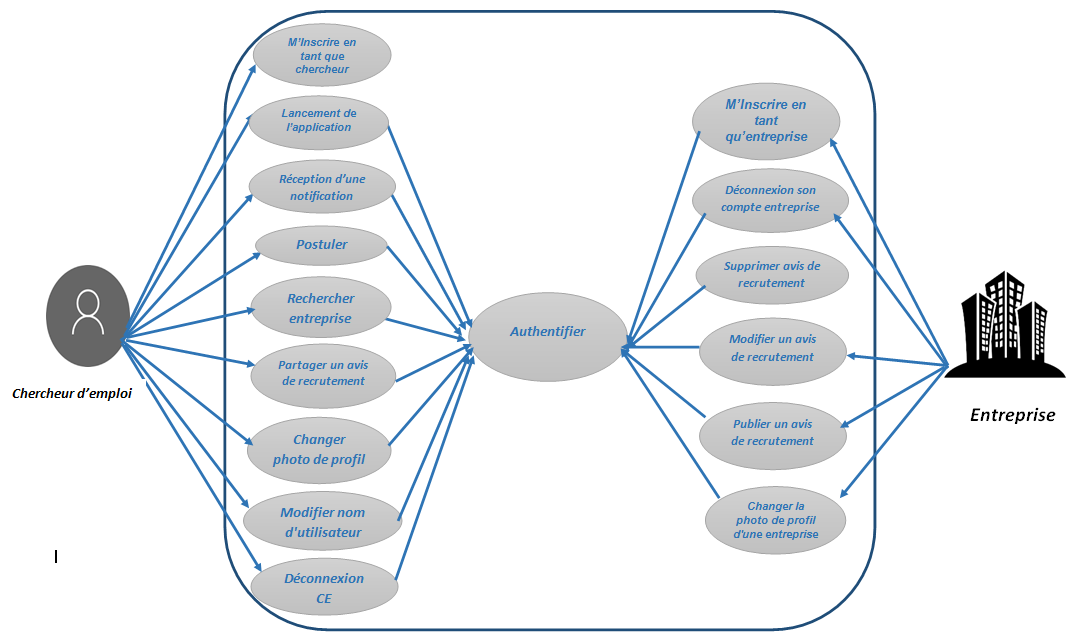 M'Inscrire en
tant que
chercheur
Lancement de
l'application
Réception d'une
notification
Postuler
Rechercher
entreprise
Partager un avis
de recrutement
Changer
photo de profil
Modifier nom
d'utilisateur
Déconnexion
CE
Chercheur d'emploi
Authentifier
M'Inscrire en
tant
qu'entreprise
Déconnexion son
compte entreprise
Supprimer avis de
recrutement
Modifier un avis
de recrutement
Publier un avis
de recrutement
Changer la
photo de profil
d'une entreprise
Entreprise